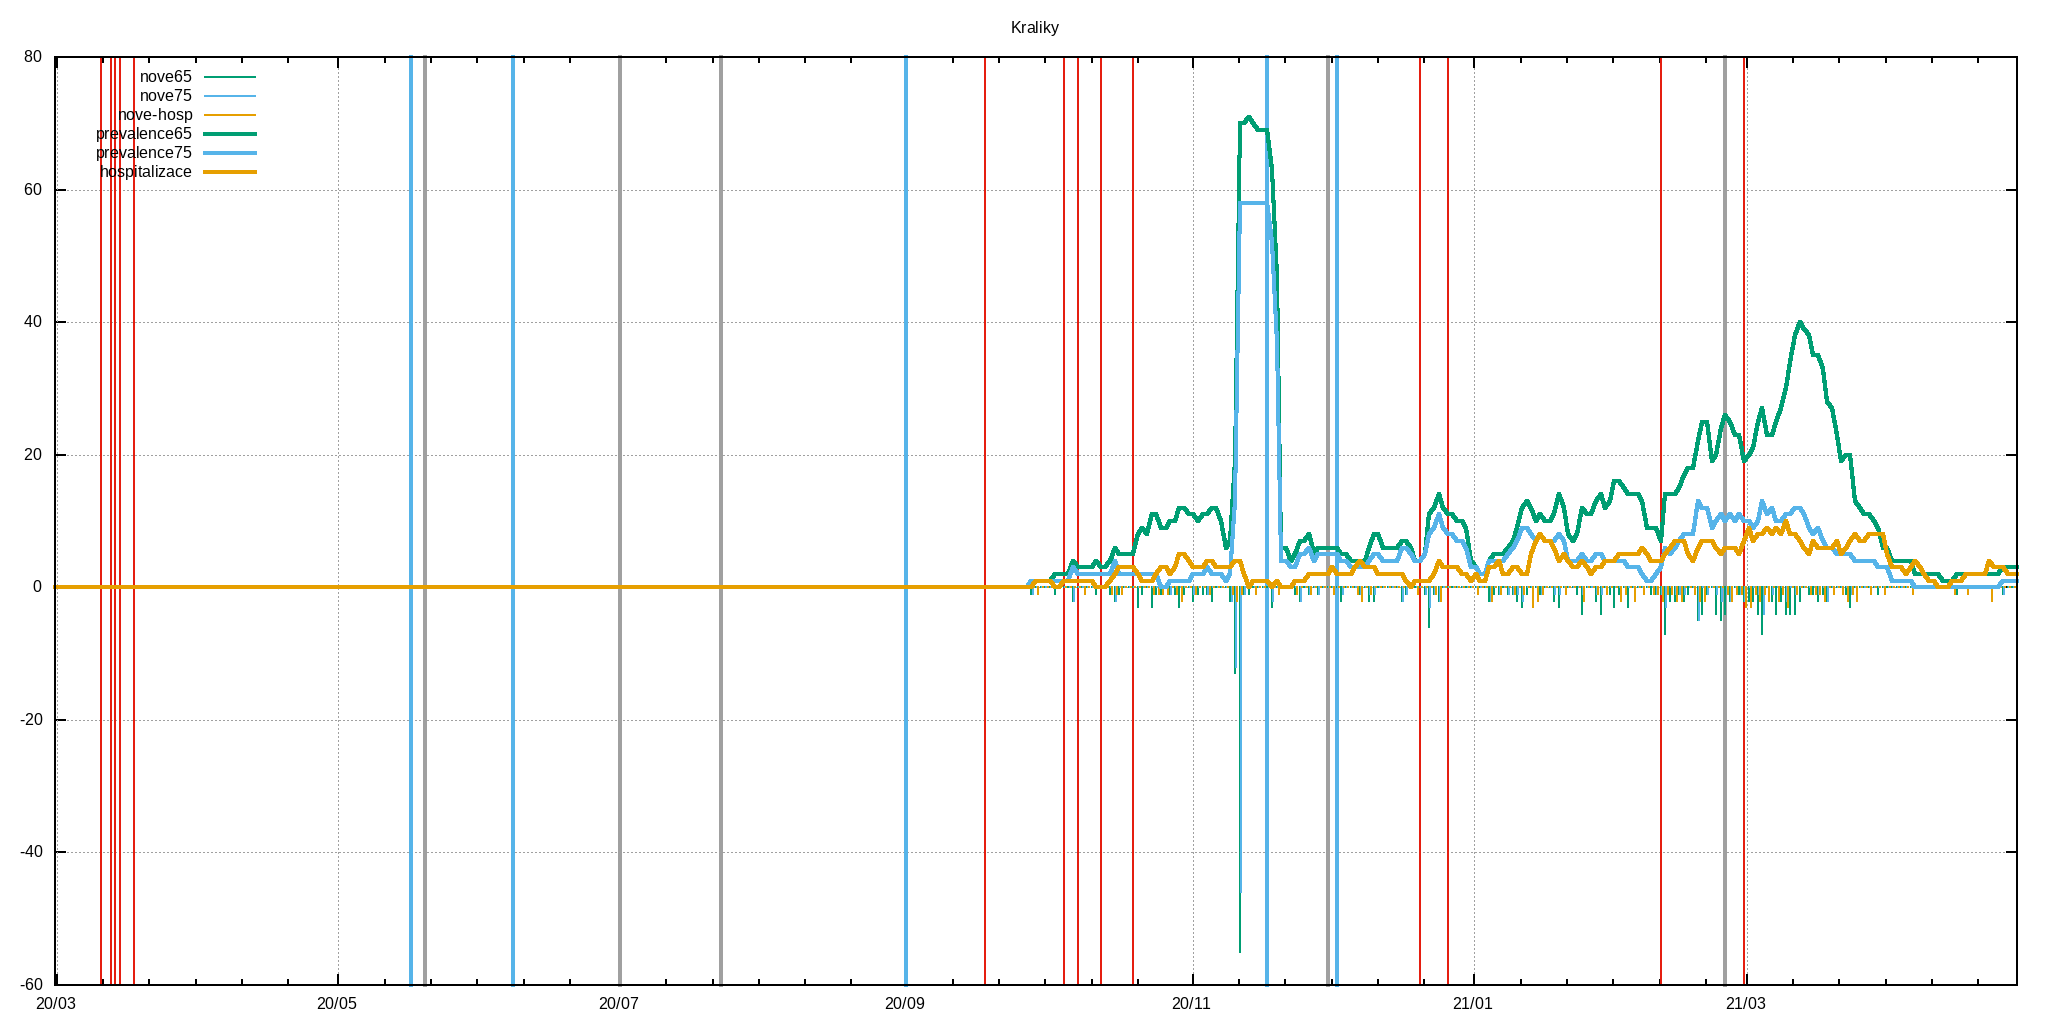 Kraliky
80
nove65
nove75
nove-hosp
prevalence65
prevalence75
hospitalizace
60
40
20
0
-20
-40
-60
20/03 20/05 20/07 20/09 20/11 21/01 21/03